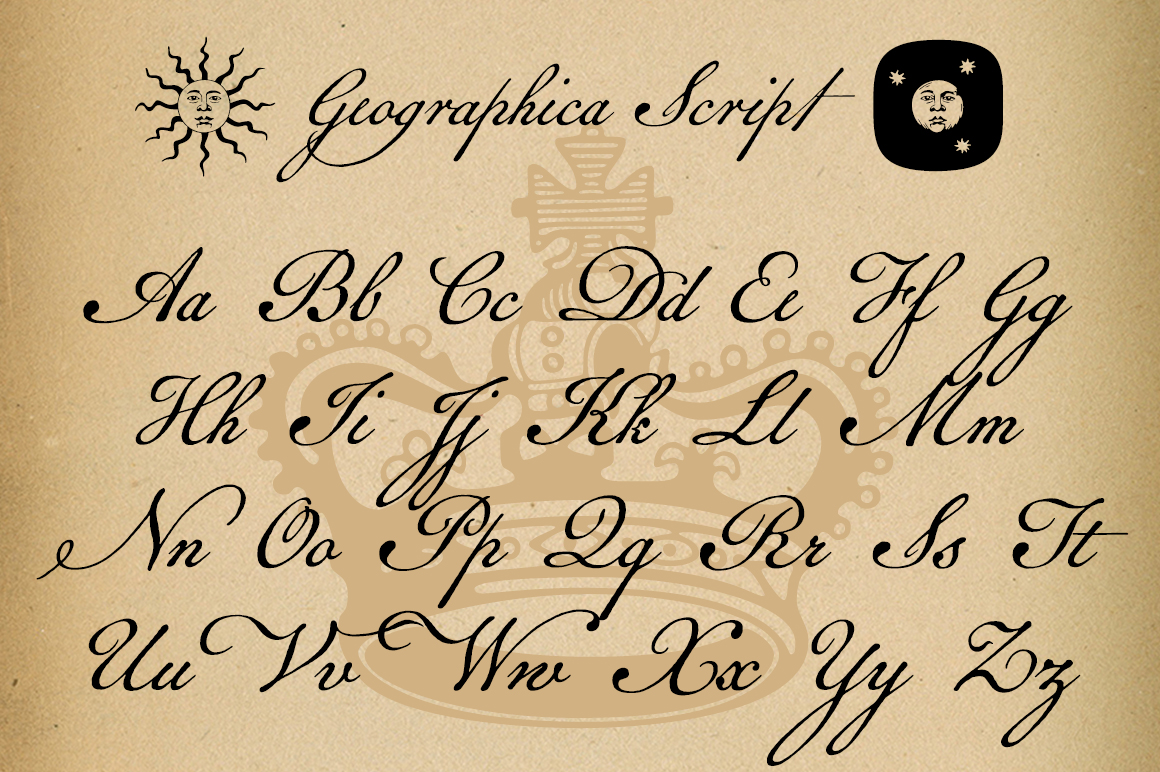 Geographica Script
Aa Bb Cc Dd Ee Ff Gg
Hh Ii Jj Kk Ll Mm
Nn Oo Pp Qq Rr Ss Tt
Uu Vv Ww Xx Yy Zz